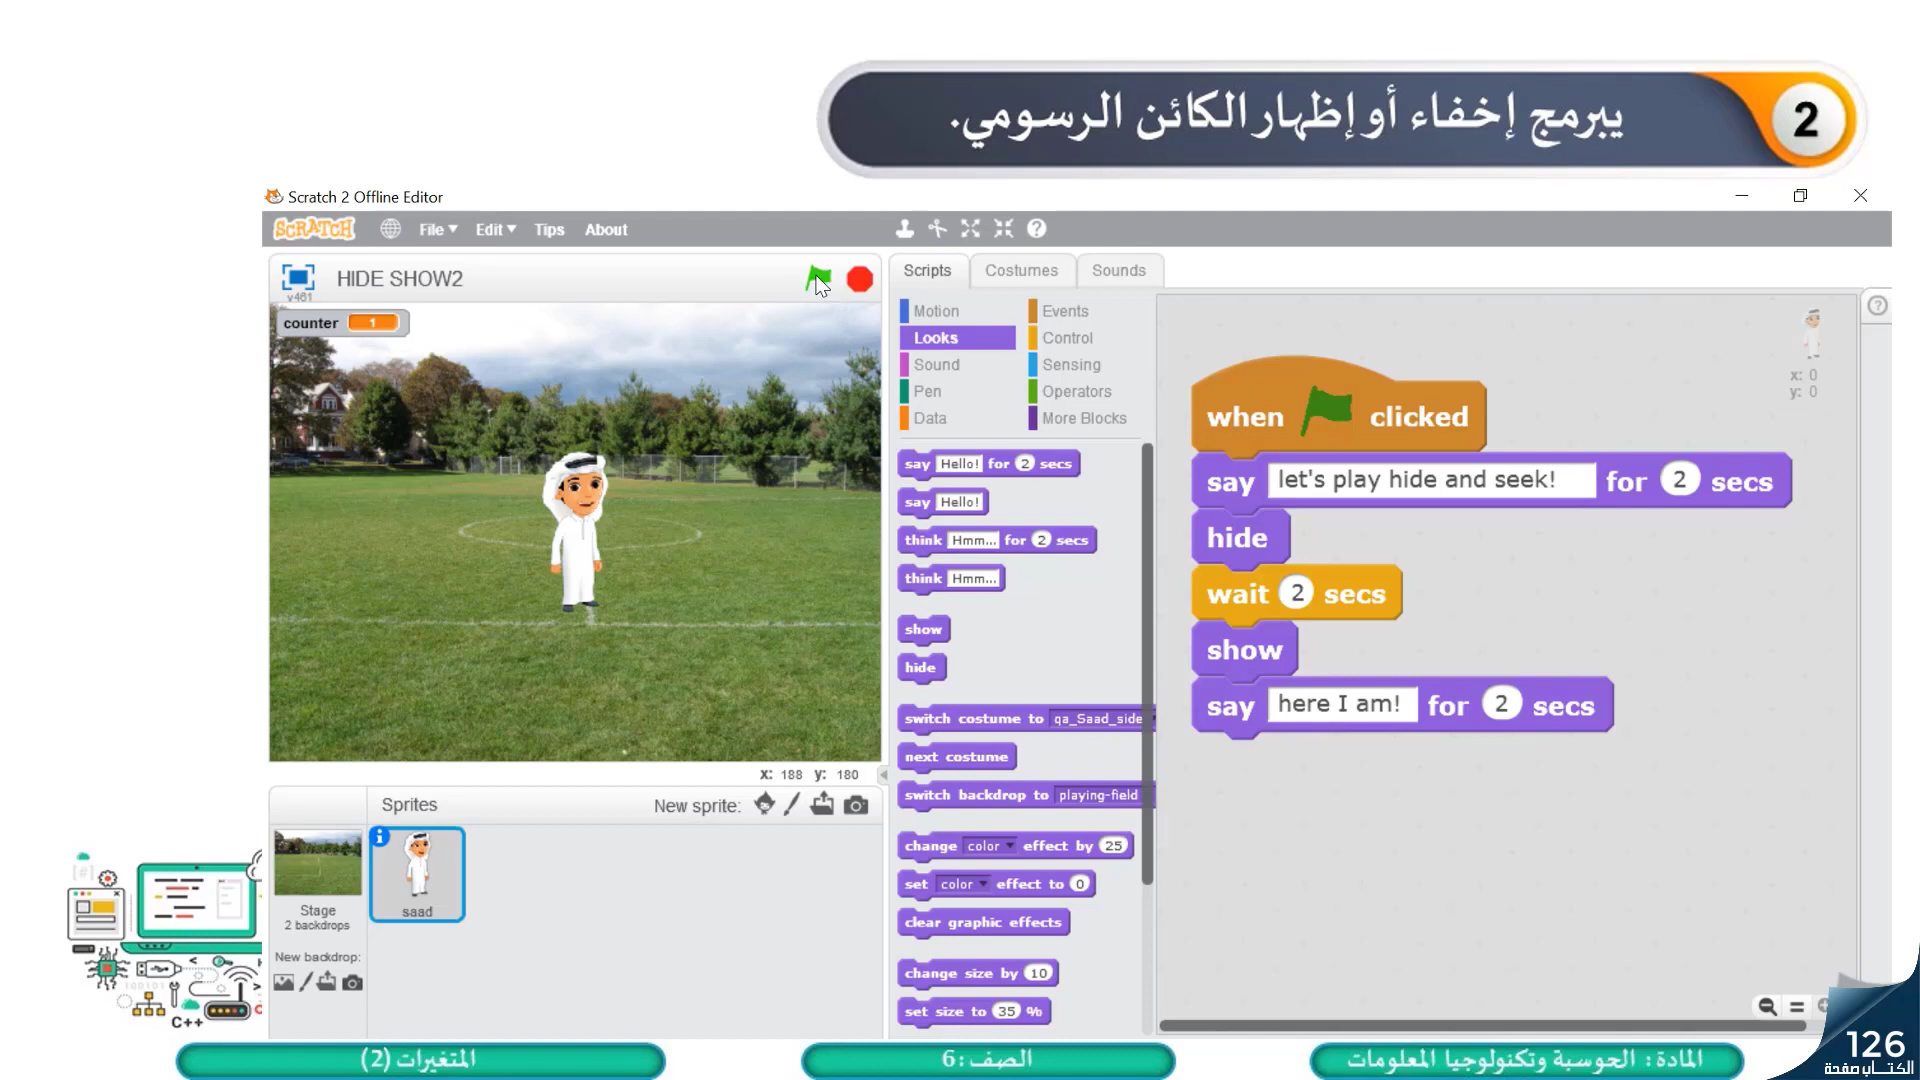 يبرمج إخفاء أو إظهار الكائن الرسومي.
2
Scratch 2 Offline Editor
SCRATCH File Edit Tips About
HIDE SHOW2
v461
counter 1
x: 188 y: 180
Sprites New sprite:
saad
Stage
2 backdrops
New backdrop:
C++
Scripts Costumes Sounds
Motion Events
Looks Control
Sound Sensing
Pen Operators
Data More Blocks
say Hello! for 2 secs
say Hello!
think Hmm... for 2 secs
think Hmm...
show
hide
switch costume to qa_Saad_side
next costume
switch backdrop to playing-field
change color effect by 25
set color effect to 0
clear graphic effects
change size by 10
set size to 35 %
x: 0
y: 0
when clicked
say let's play hide and seek! for 2 secs
hide
wait 2 secs
show
say here I am! for 2 secs
المادة: الحوسبة وتكنولوجيا المعلومات
الصف: 6
المتغيرات (2)
126
الكتاب صفحة